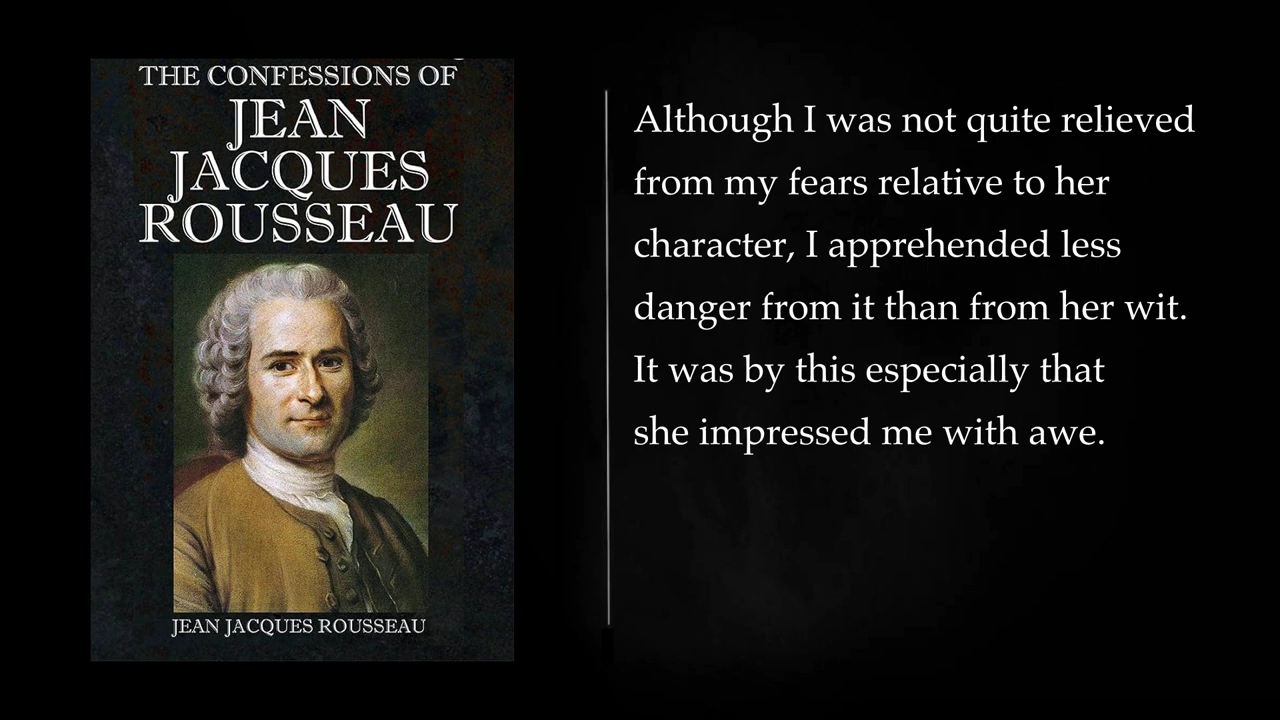 THE CONFESSIONS OF
JEAN
JACQUES
ROUSSEAU
JEAN JACQUES ROUSSEAU
Although I was not quite relieved
from my fears relative to her
character, I apprehended less
danger from it than from her wit.
It was by this especially that
she impressed me with awe.